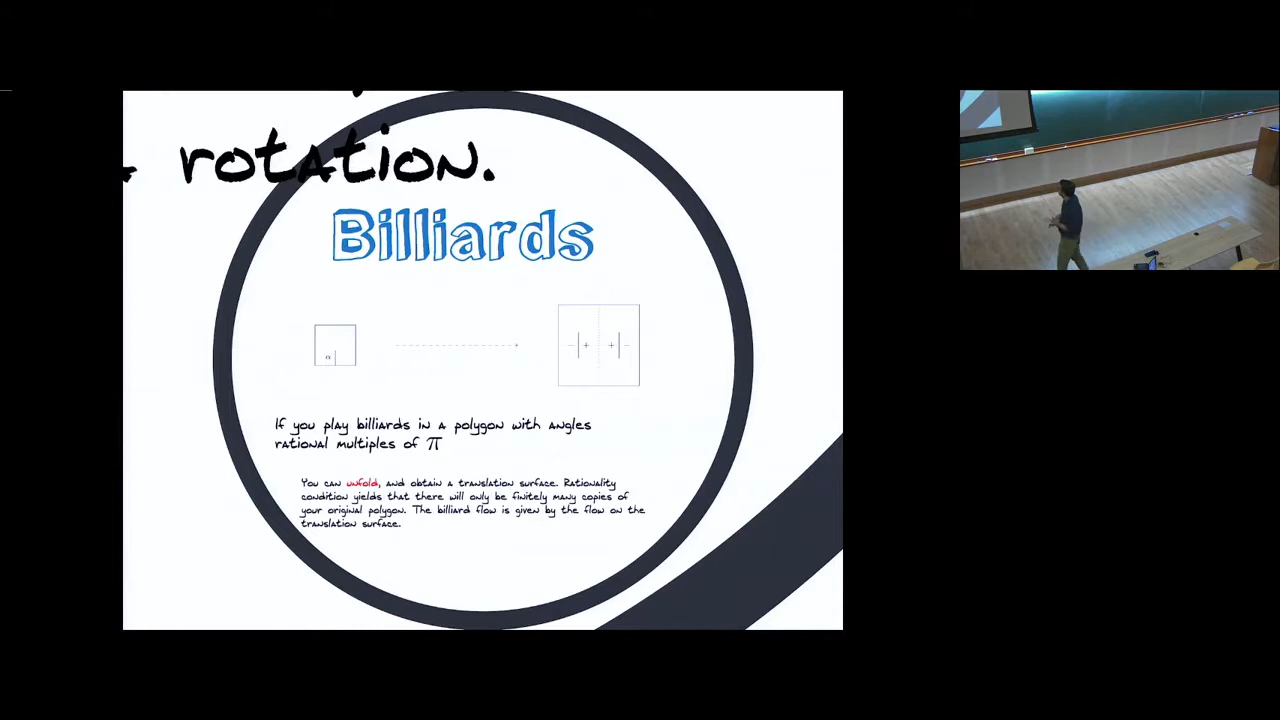 rotation.
Billiards
α
- + + -
If you play billiards in a polygon with angles
rational multiples of π
You can unfold, and obtain a translation surface. Rationality
condition yields that there will only be finitely many copies of
your original polygon. The billiard flow is given by the flow on the
translation surface.